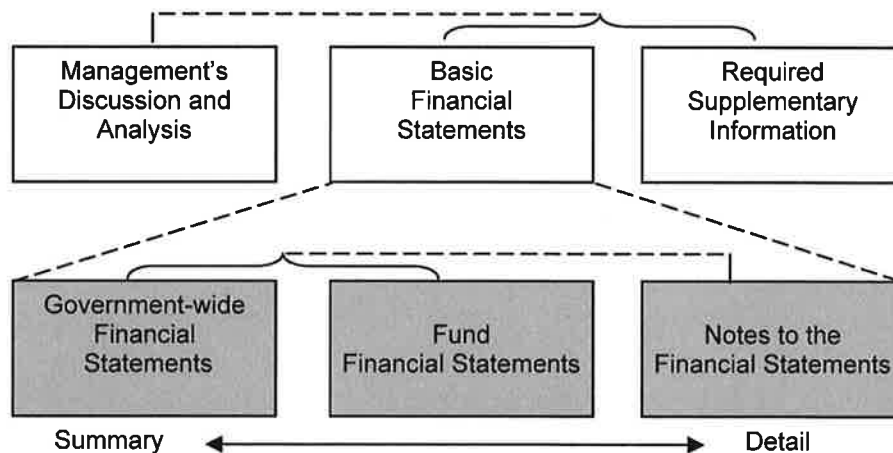 Management's
Discussion and
Analysis
Basic
Financial
Statements
Required
Supplementary
Information
Government-wide
Financial
Statements
Fund
Financial Statements
Notes to the
Financial Statements
Summary
Detail